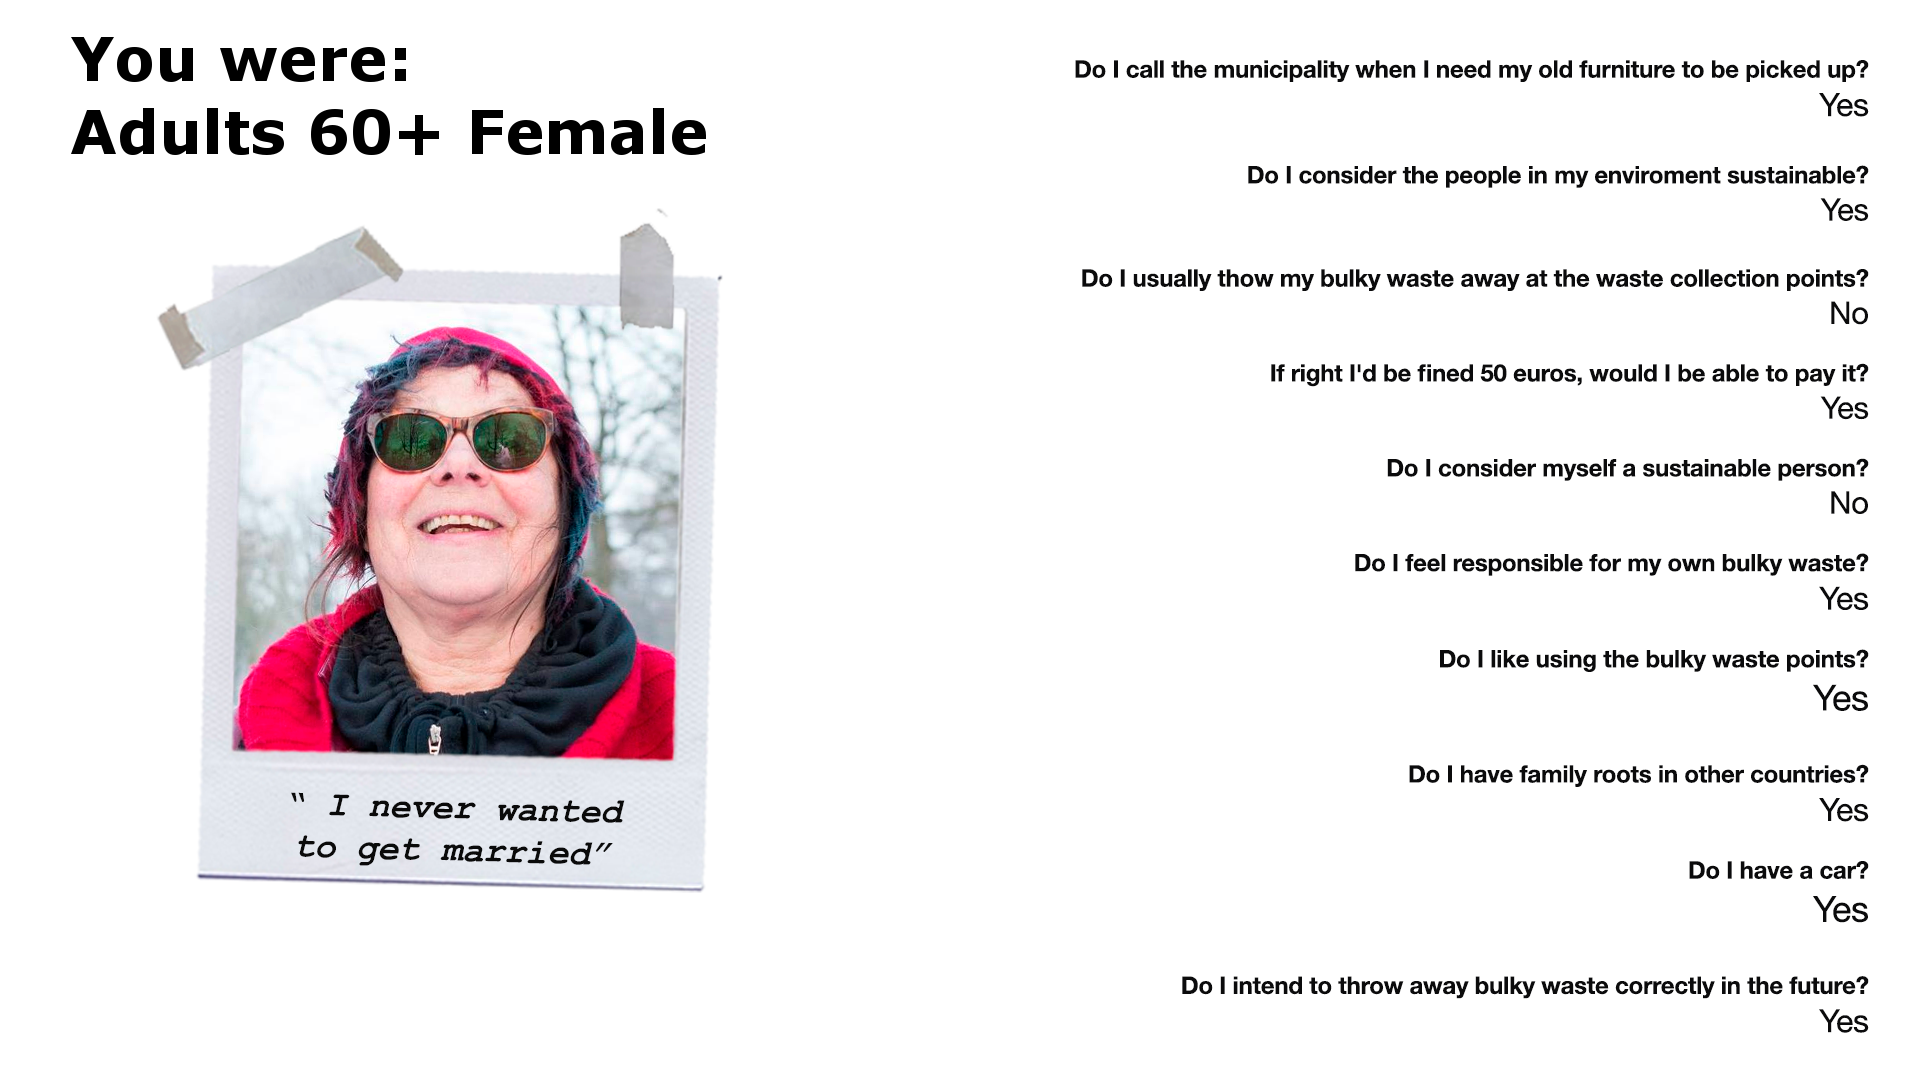 You were:
Adults 60+ Female
“ I never wanted
to get married”
Do I call the municipality when I need my old furniture to be picked up?
Yes
Do I consider the people in my enviroment sustainable?
Yes
Do I usually thow my bulky waste away at the waste collection points?
No
If right I'd be fined 50 euros, would I be able to pay it?
Yes
Do I consider myself a sustainable person?
No
Do I feel responsible for my own bulky waste?
Yes
Do I like using the bulky waste points?
Yes
Do I have family roots in other countries?
Yes
Do I have a car?
Yes
Do I intend to throw away bulky waste correctly in the future?
Yes